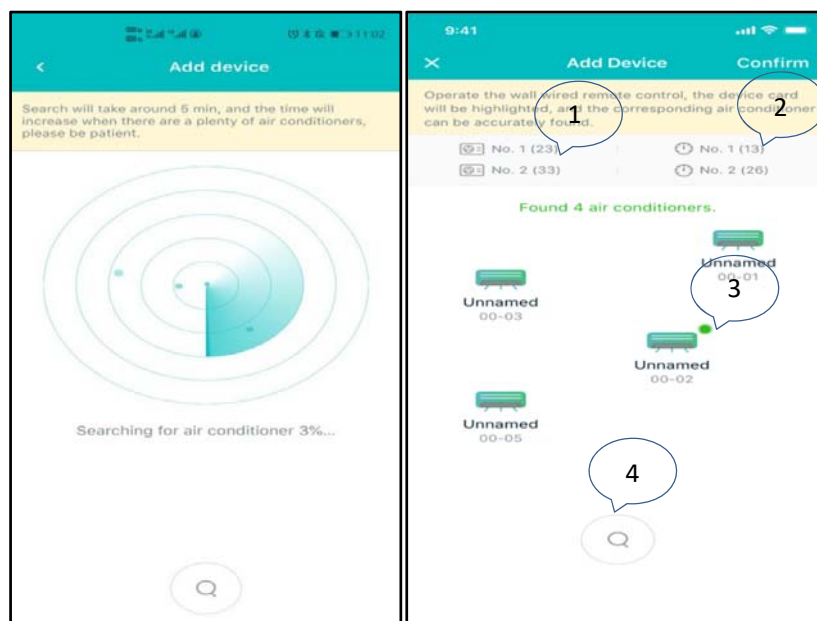 11:02
Add device
Search will take around 5 min, and the time will
increase when there are a plenty of air conditioners,
please be patient.
Searching for air conditioner 3%...
9:41
Add Device
Confirm
Operate the wall wired remote control, the device card
will be highlighted, and the corresponding air conditioner
can be accurately found.
1
2
No. 1 (23)
No. 1 (13)
No. 2 (33)
No. 2 (26)
Found 4 air conditioners.
Unnamed
00-01
Unnamed
00-03
3
Unnamed
00-02
Unnamed
00-05
4